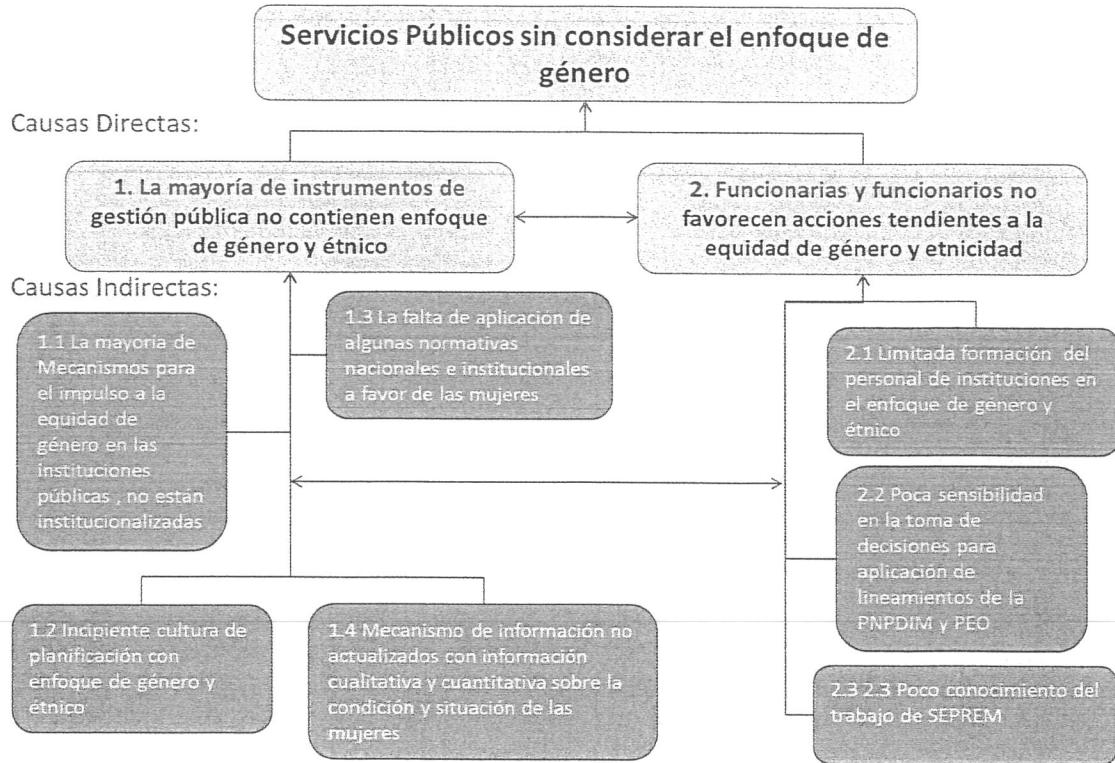 Servicios Públicos sin considerar el enfoque de
género
Causas Directas:
1. La mayoría de instrumentos de
gestión pública no contienen enfoque
de género y étnico
2. Funcionarias y funcionarios no
favorecen acciones tendientes a la
equidad de género y etnicidad
Causas Indirectas:
1.1 La mayoría de
Mecanismos para
el impulso a la
equidad de
género en las
instituciones
públicas , no están
institucionalizadas
1.3 La falta de aplicación de
algunas normativas
nacionales e institucionales
a favor de las mujeres
2.1 Limitada formación del
personal de instituciones en
el enfoque de género y
étnico
2.2 Poca sensibilidad
en la toma de
decisiones para
aplicación de
lineamientos de la
PNPDIM y PEO
1.2 Incipiente cultura de
planificación con
enfoque de género y
étnico
1.4 Mecanismo de información no
actualizados con información
cualitativa y cuantitativa sobre la
condición y situación de las
mujeres
2.3 2.3 Poco conocimiento del
trabajo de SEPREM